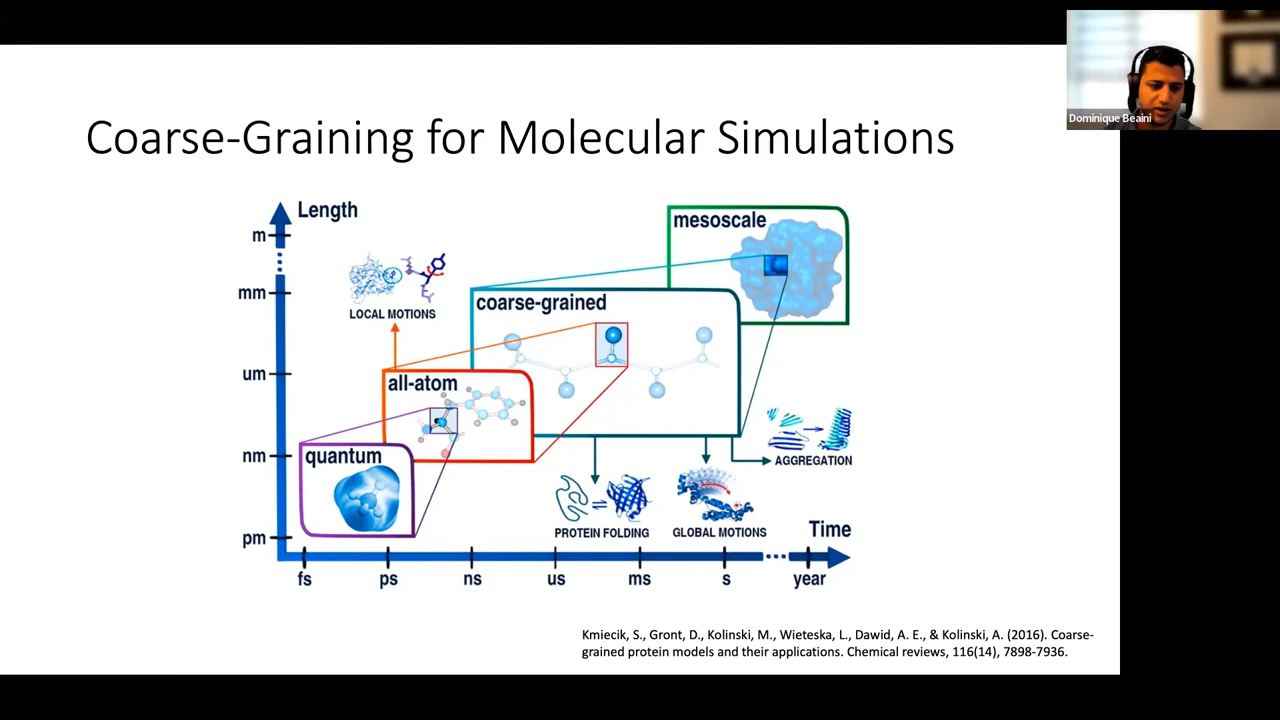 Dominique Beaini
Coarse-Graining for Molecular Simulations
Length
m
mm
um
nm
pm
mesoscale
coarse-grained
all-atom
quantum
LOCAL MOTIONS
PROTEIN FOLDING
GLOBAL MOTIONS
AGGREGATION
Time
fs
ps
ns
us
ms
s
year
Kmiecik, S., Gront, D., Kolinski, M., Wieteska, L., Dawid, A. E., & Kolinski, A. (2016). Coarse-
grained protein models and their applications. Chemical reviews, 116(14), 7898-7936.